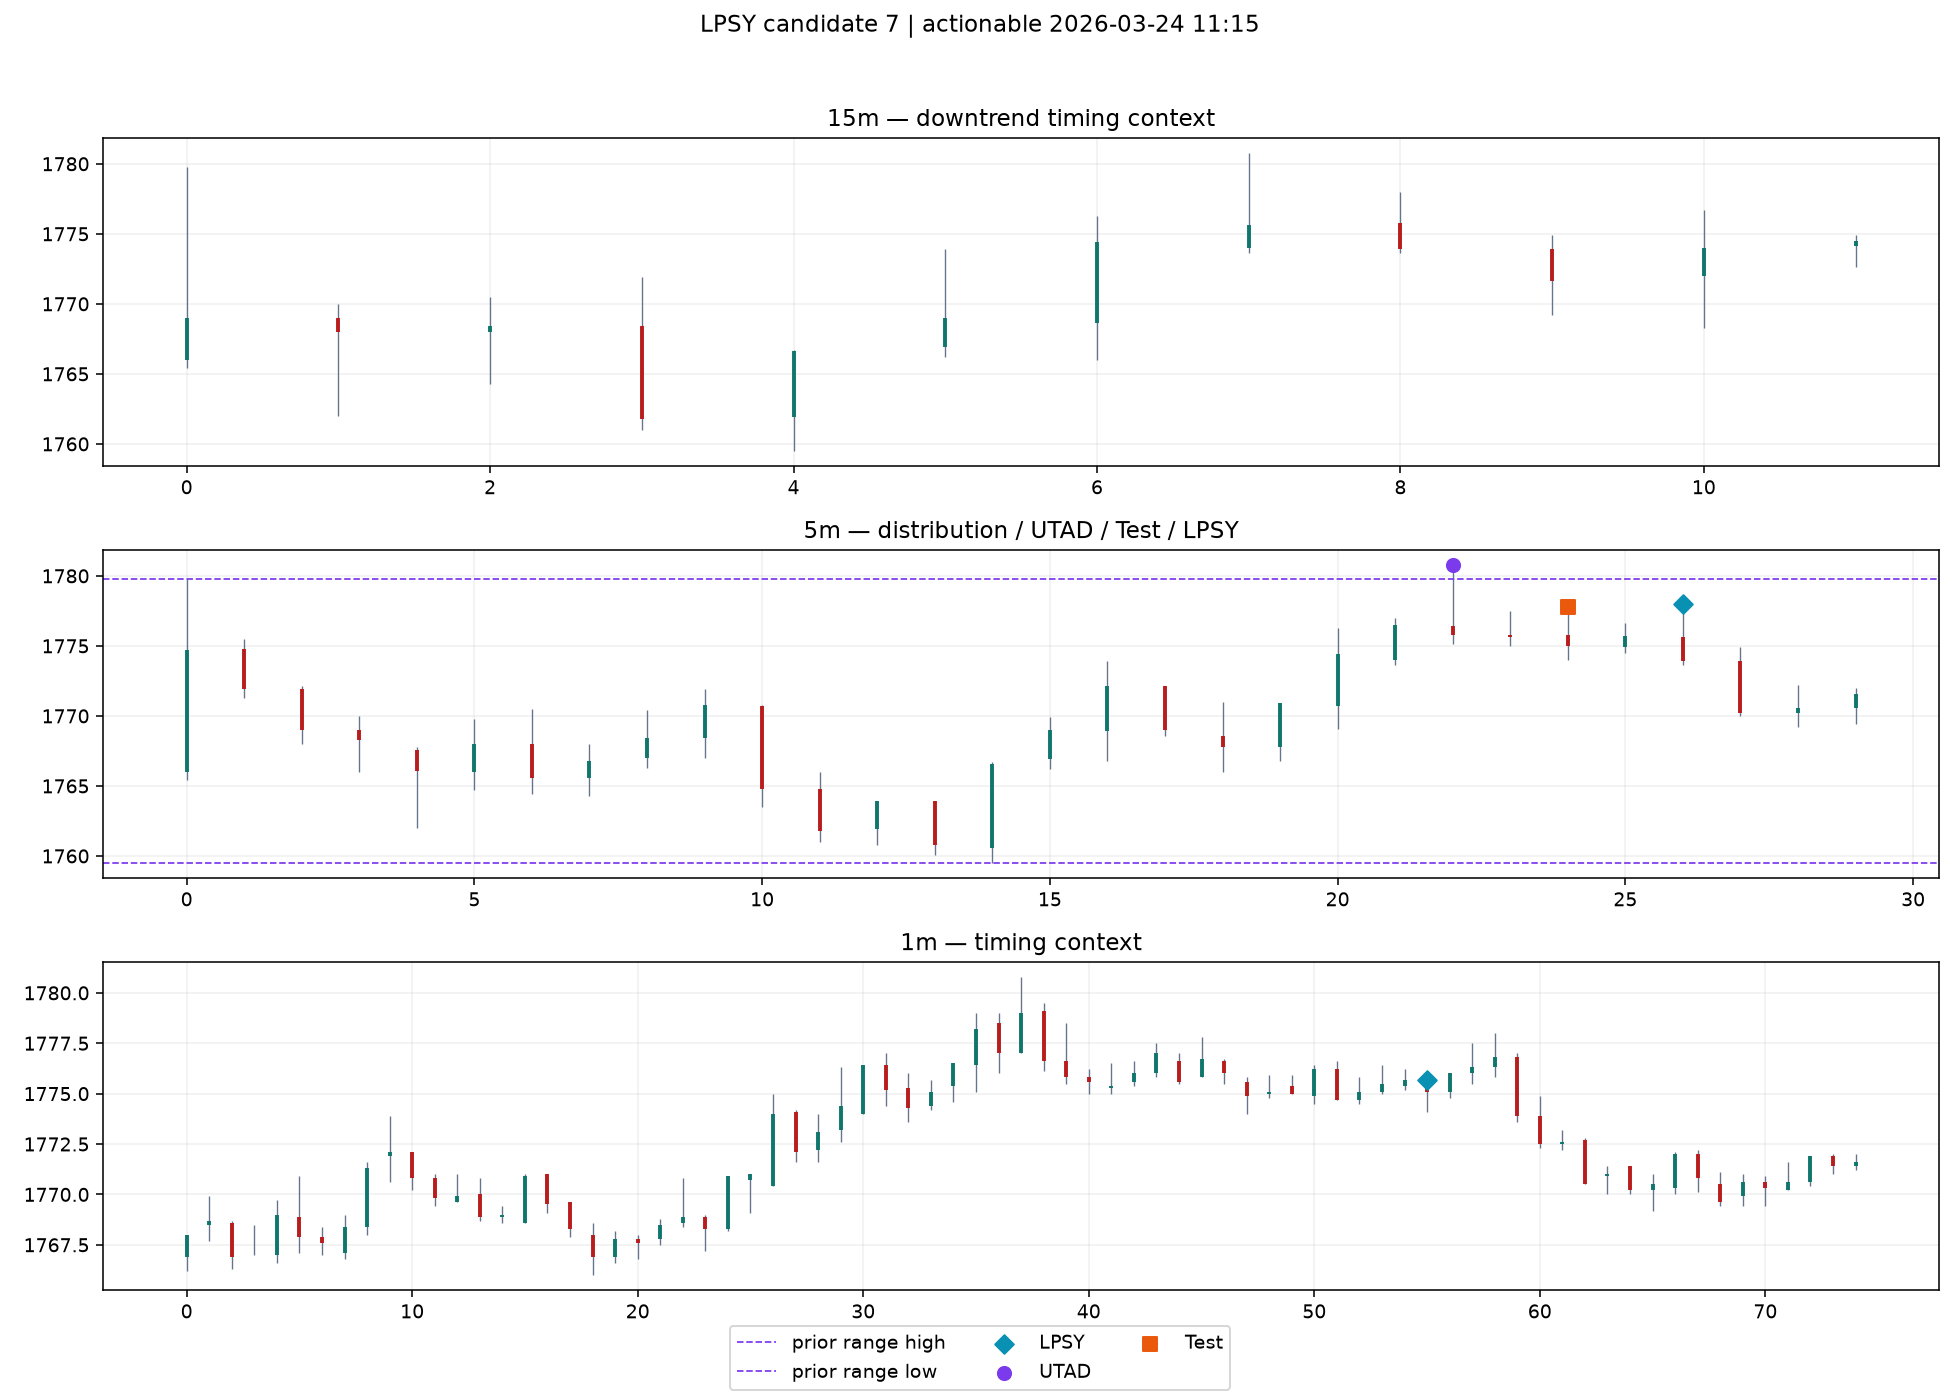 LPSY candidate 7 | actionable 2026-03-24 11:15
15m — downtrend timing context
1780
1775
1770
1765
1760
0 2 4 6 8 10
5m — distribution / UTAD / Test / LPSY
1780
1775
1770
1765
1760
0 5 10 15 20 25 30
1m — timing context
1780.0
1777.5
1775.0
1772.5
1770.0
1767.5
0 10 20 30 40 50 60 70
prior range high LPSY Test
prior range low UTAD